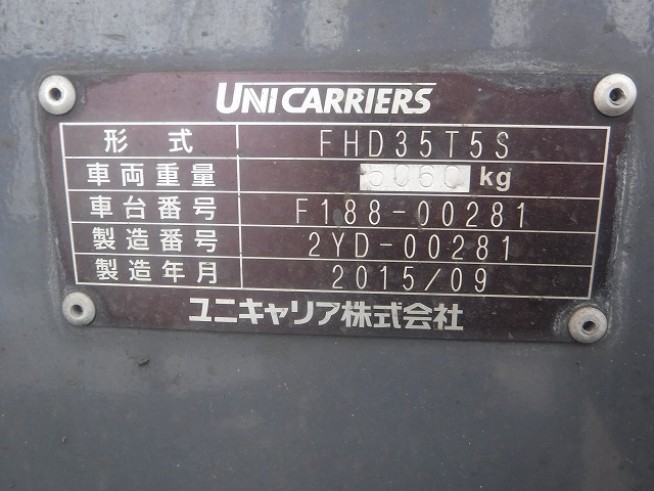 UNICARRIERS
形式 FHD35T5S
車両重量 5060 kg
車台番号 F188-00281
製造番号 2YD-00281
製造年月 2015/09
ユニキャリア株式会社